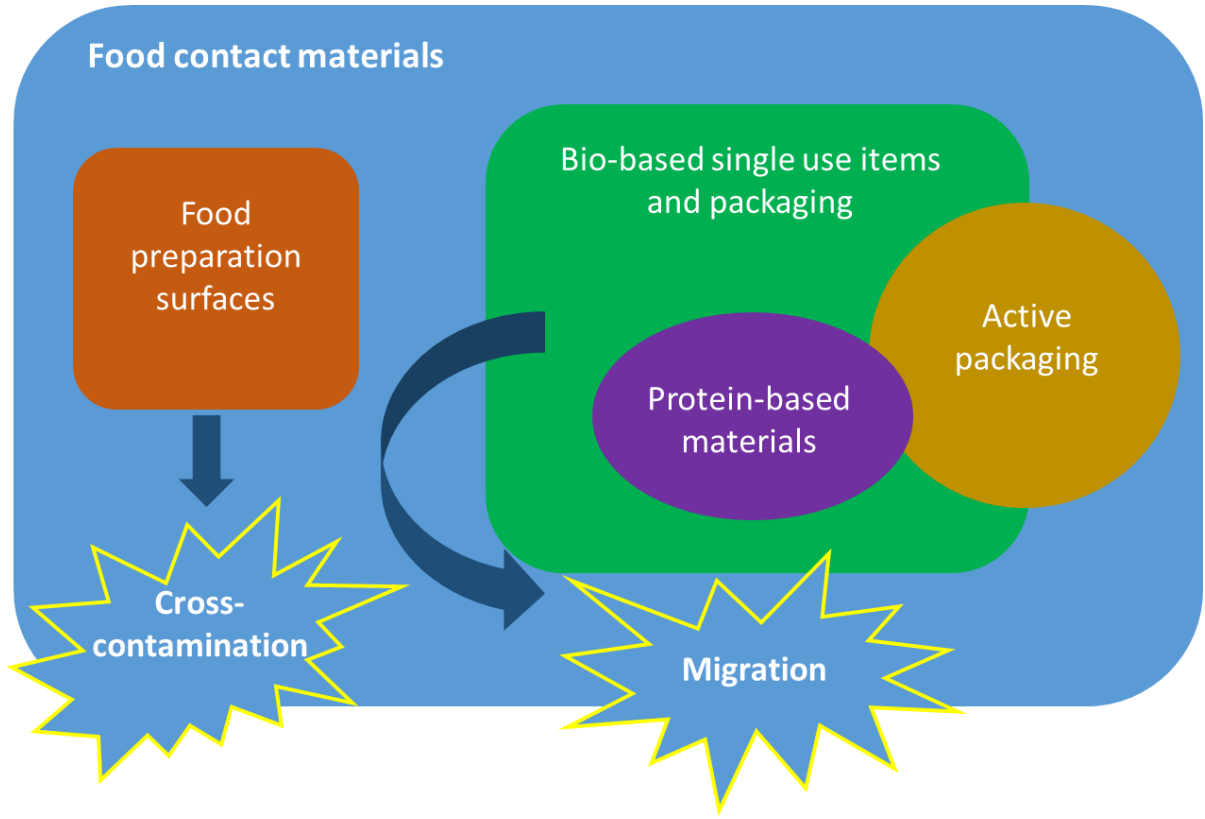 Food contact materials
Food
preparation
surfaces
Bio-based single use items
and packaging
Active
packaging
Protein-based
materials
Cross-
contamination
Migration